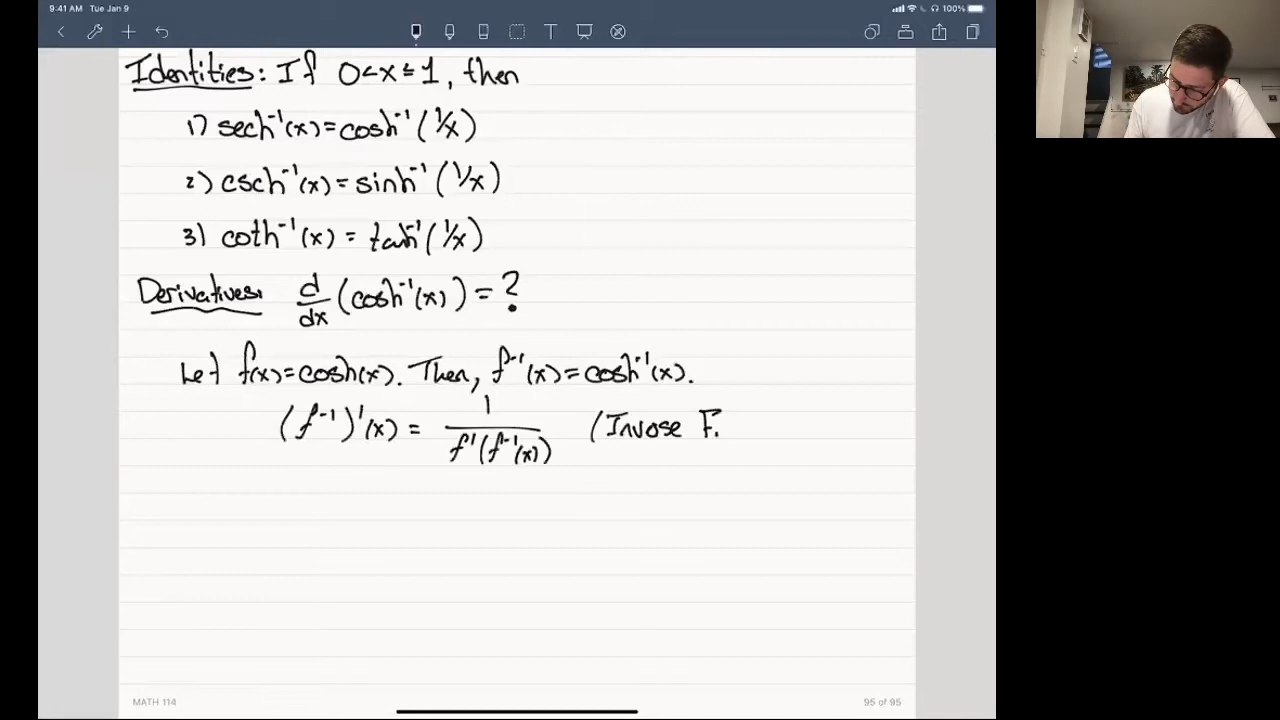 9:41 AM Tue Jan 9
100%
Identities: If 0<x≤1, then
1) sech⁻¹(x)=cosh⁻¹(1/x)
2) csch⁻¹(x)=sinh⁻¹(1/x)
3) coth⁻¹(x)=tanh⁻¹(1/x)
Derivatives: d/dx (cosh⁻¹(x))=?
Let f(x)=cosh(x). Then, f⁻¹(x)=cosh⁻¹(x).
(f⁻¹)'(x) = 1/f'(f⁻¹(x)) (Invose F.
MATH 114
95 of 95